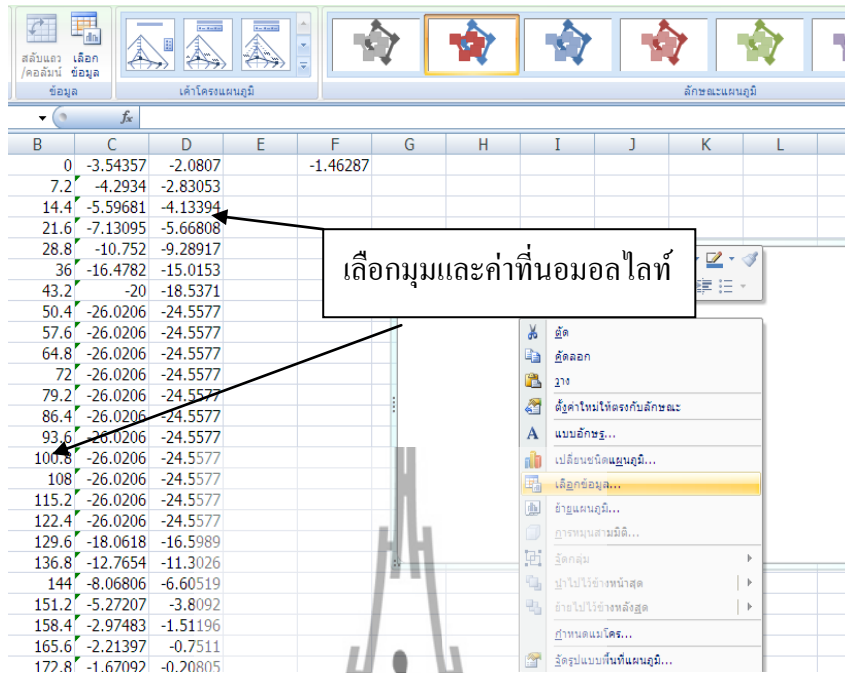 สลับแถว
/คอลัมน์
เลือก
ข้อมูล
ข้อมูล
เค้าโครงแผนภูมิ
ลักษณะแผนภูมิ
fx
B C D E F G H I J K L
0 -3.54357 -2.0807 -1.46287
7.2 -4.2934 -2.83053
14.4 -5.59681 -4.13394
21.6 -7.13095 -5.66808
28.8 -10.752 -9.28917
36 -16.4782 -15.0153
43.2 -20 -18.5371
50.4 -26.0206 -24.5577
57.6 -26.0206 -24.5577
64.8 -26.0206 -24.5577
72 -26.0206 -24.5577
79.2 -26.0206 -24.5577
86.4 -26.0206 -24.5577
93.6 -26.0206 -24.5577
100.8 -26.0206 -24.5577
108 -26.0206 -24.5577
115.2 -26.0206 -24.5577
122.4 -26.0206 -24.5577
129.6 -18.0618 -16.5989
136.8 -12.7654 -11.3026
144 -8.06806 -6.60519
151.2 -5.27207 -3.8092
158.4 -2.97483 -1.51196
165.6 -2.21397 -0.7511
172.8 -1.67092 -0.20805
เลือกมุมและค่าที่นอมอลไลท์
ตัด
คัดลอก
วาง
ตั้งค่าใหม่ให้ตรงกับลักษณะ
A แบบอักษร...
เปลี่ยนชนิดแผนภูมิ...
เลือกข้อมูล...
ย้ายแผนภูมิ...
การหมุนสามมิติ...
จัดกลุ่ม
นำไปไว้ข้างหน้าสุด
ย้ายไปไว้ข้างหลังสุด
กำหนดแมโคร...
จัดรูปแบบพื้นที่แผนภูมิ...